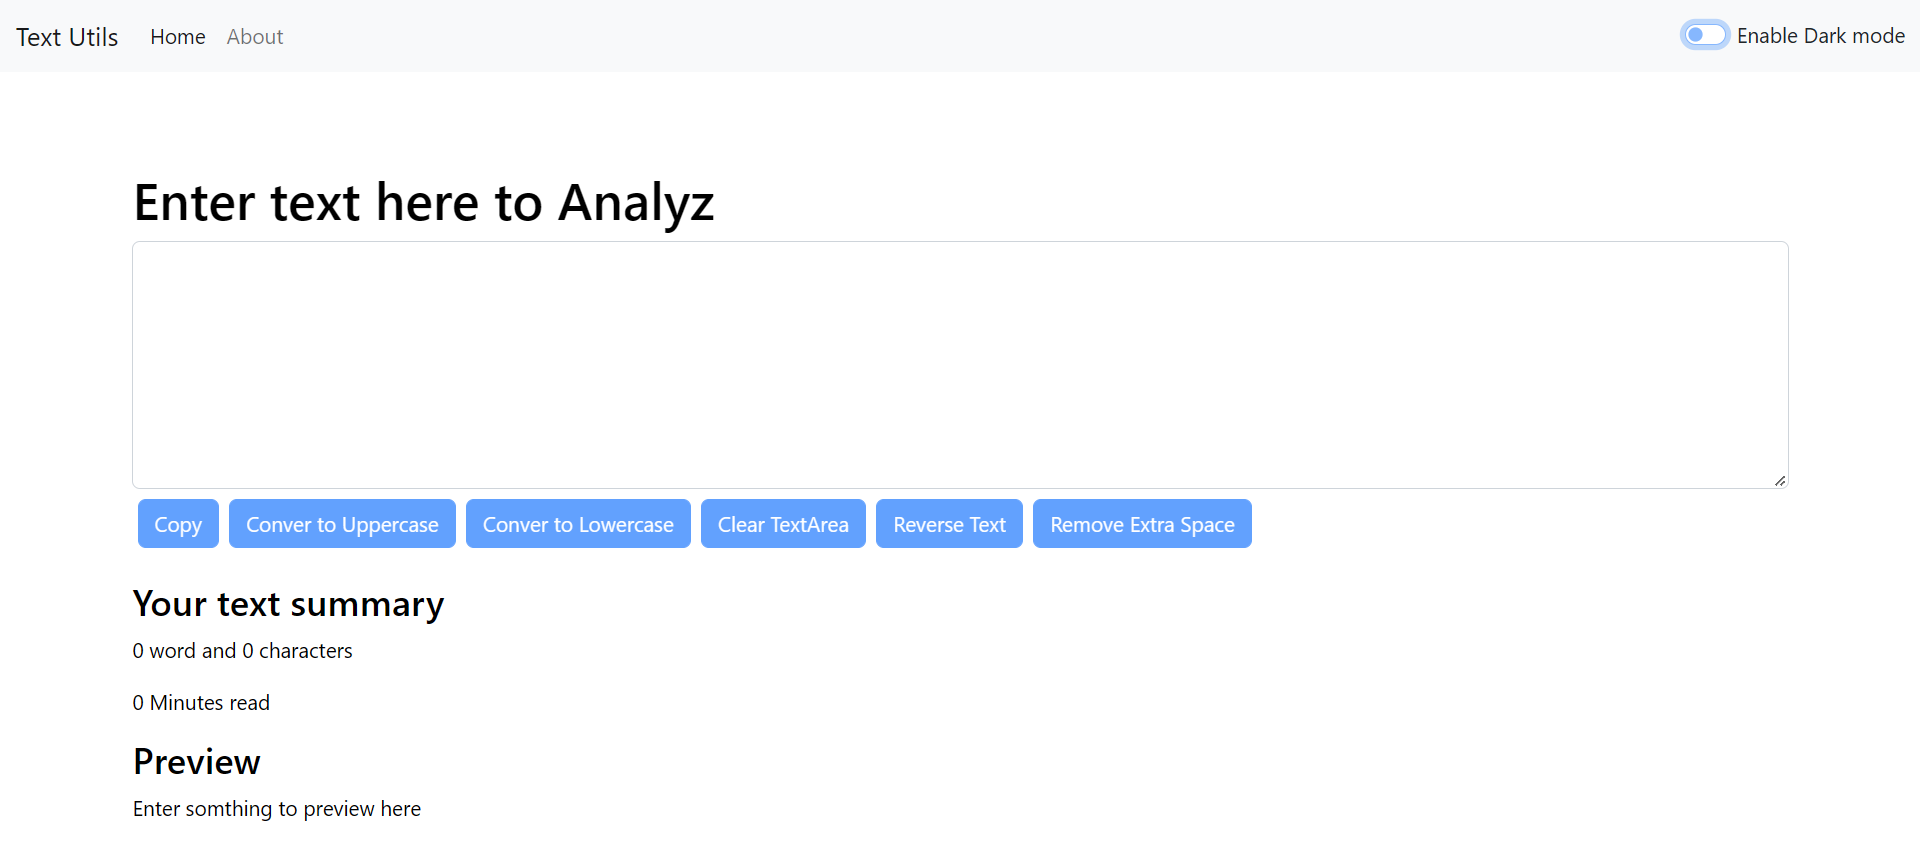 Text Utils Home About Enable Dark mode
Enter text here to Analyz
Copy Conver to Uppercase Conver to Lowercase Clear TextArea Reverse Text Remove Extra Space
Your text summary
0 word and 0 characters
0 Minutes read
Preview
Enter somthing to preview here